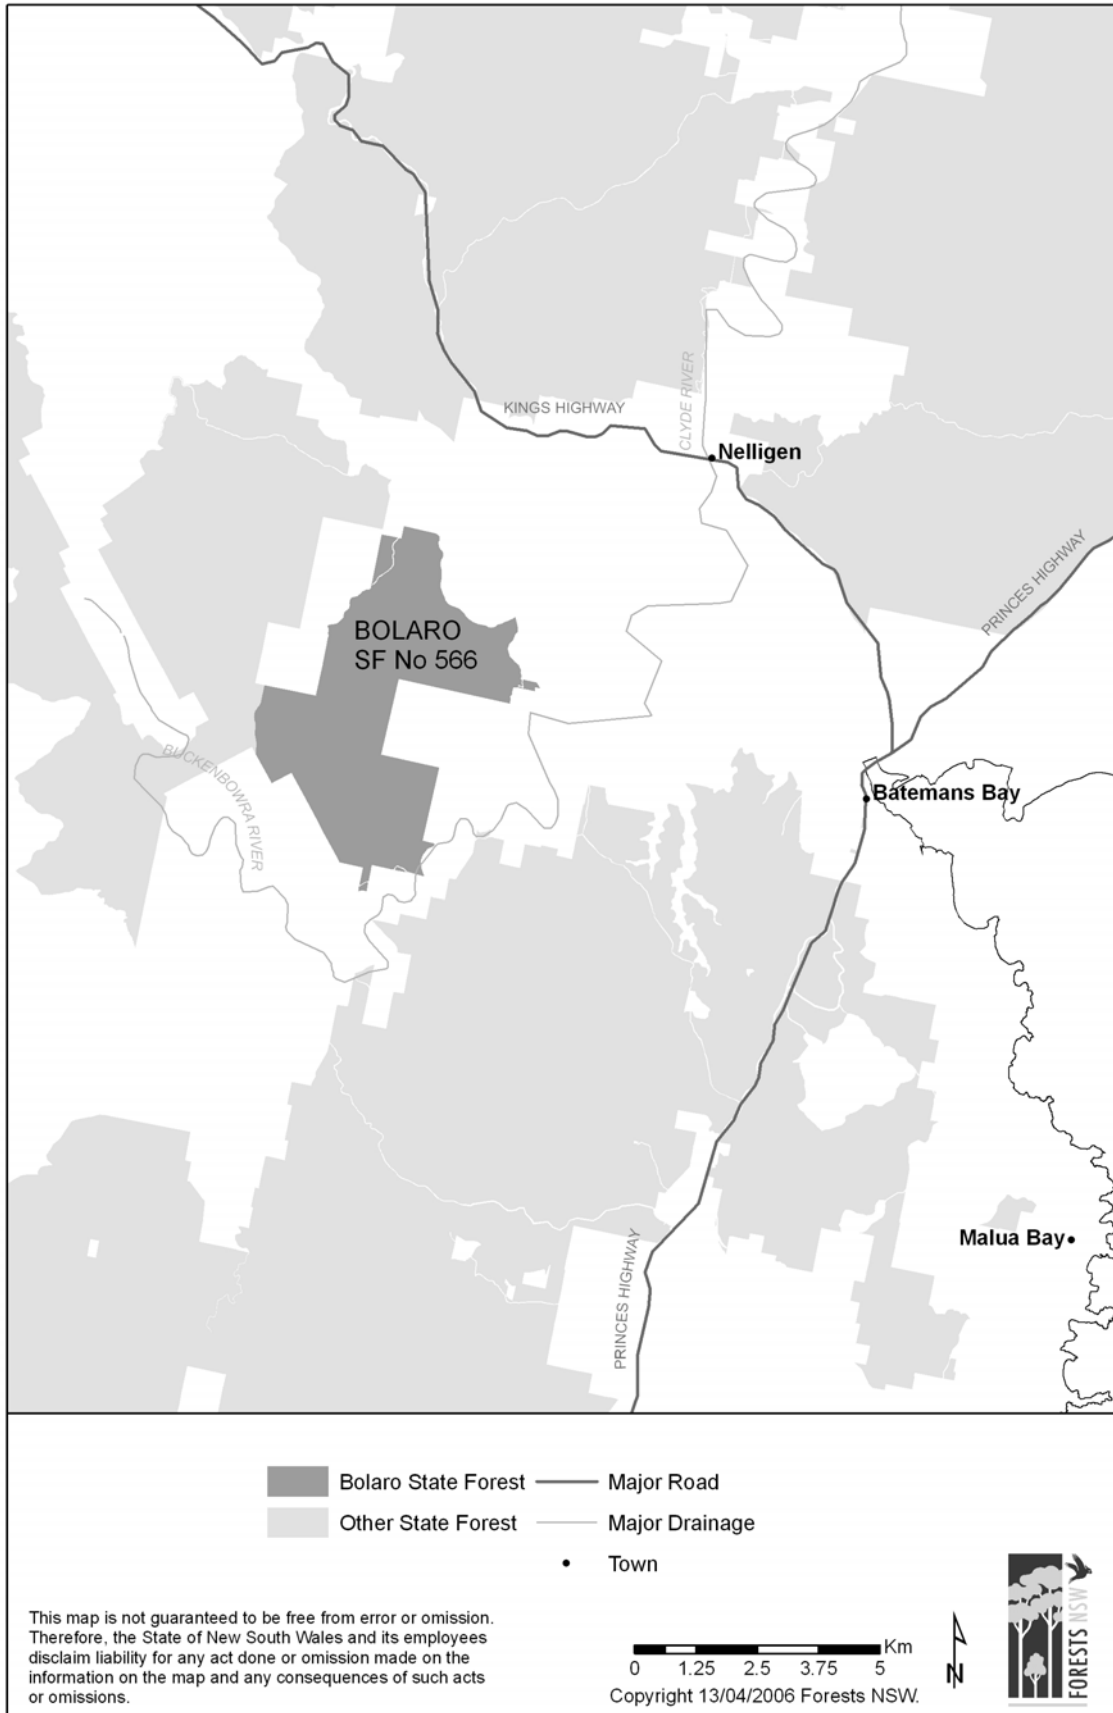 KINGS HIGHWAY
CLYDE RIVER
Nelligen
PRINCES HIGHWAY
BOLARO
SF No 566
BUCKENBOWRA RIVER
Batemans Bay
Malua Bay
PRINCES HIGHWAY
Bolaro State Forest
Major Road
Other State Forest
Major Drainage
Town
This map is not guaranteed to be free from error or omission.
Therefore, the State of New South Wales and its employees
disclaim liability for any act done or omission made on the
information on the map and any consequences of such acts
or omissions.
Km
0 1.25 2.5 3.75 5
Copyright 13/04/2006 Forests NSW.
N
FORESTS NSW